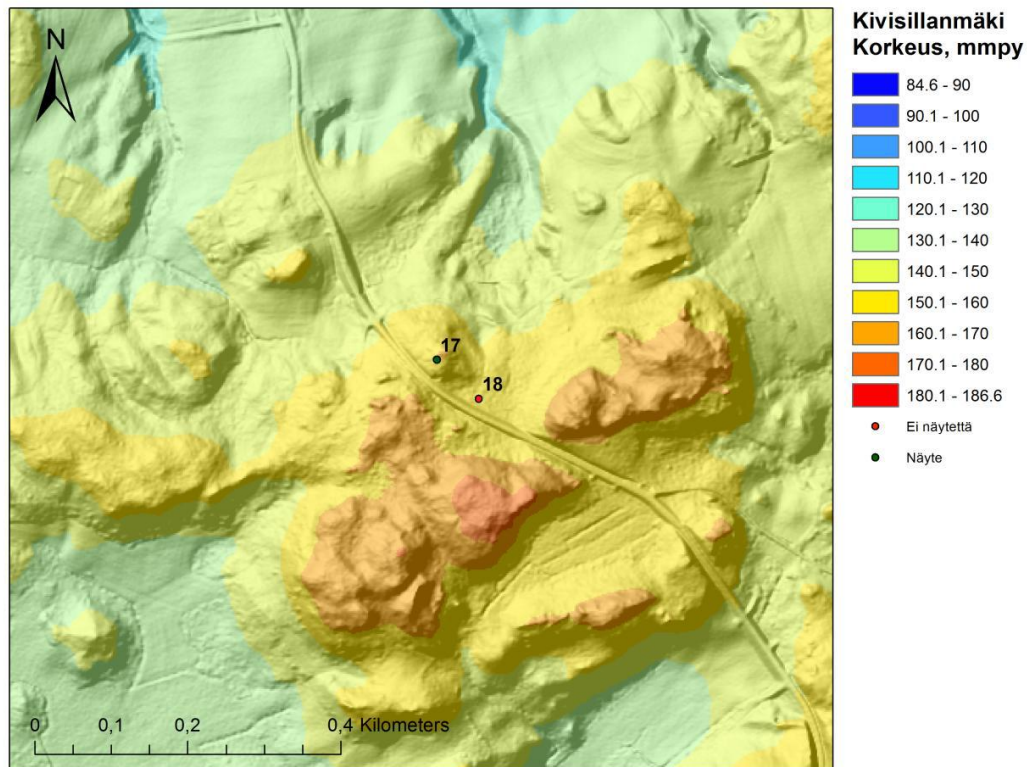 N
17
18
0 0,1 0,2 0,4 Kilometers
Kivisillanmäki
Korkeus, mmpy
84.6 - 90
90.1 - 100
100.1 - 110
110.1 - 120
120.1 - 130
130.1 - 140
140.1 - 150
150.1 - 160
160.1 - 170
170.1 - 180
180.1 - 186.6
Ei näytettä
Näyte